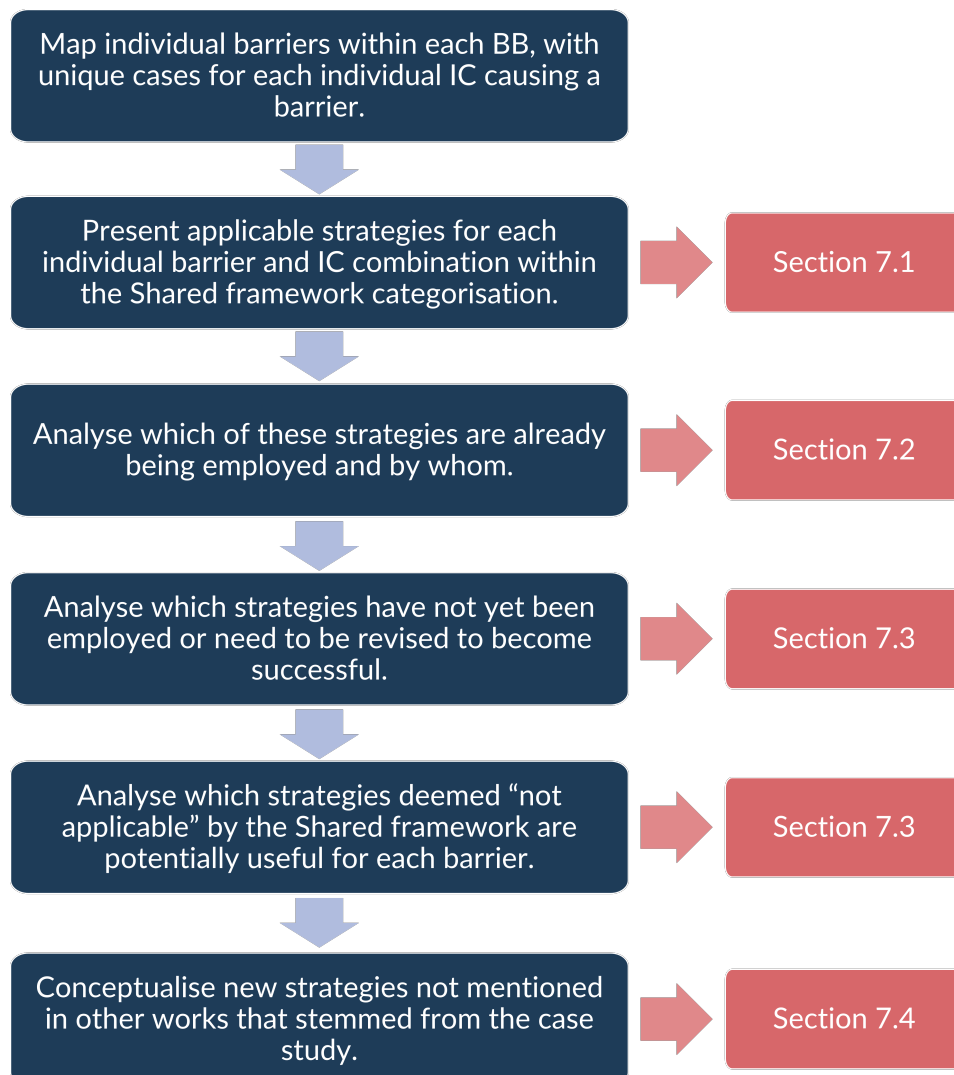 Map individual barriers within each BB, with
unique cases for each individual IC causing a
barrier.
Present applicable strategies for each
individual barrier and IC combination within
the Shared framework categorisation.
Section 7.1
Analyse which of these strategies are already
being employed and by whom.
Section 7.2
Analyse which strategies have not yet been
employed or need to be revised to become
successful.
Section 7.3
Analyse which strategies deemed “not
applicable” by the Shared framework are
potentially useful for each barrier.
Section 7.3
Conceptualise new strategies not mentioned
in other works that stemmed from the case
study.
Section 7.4